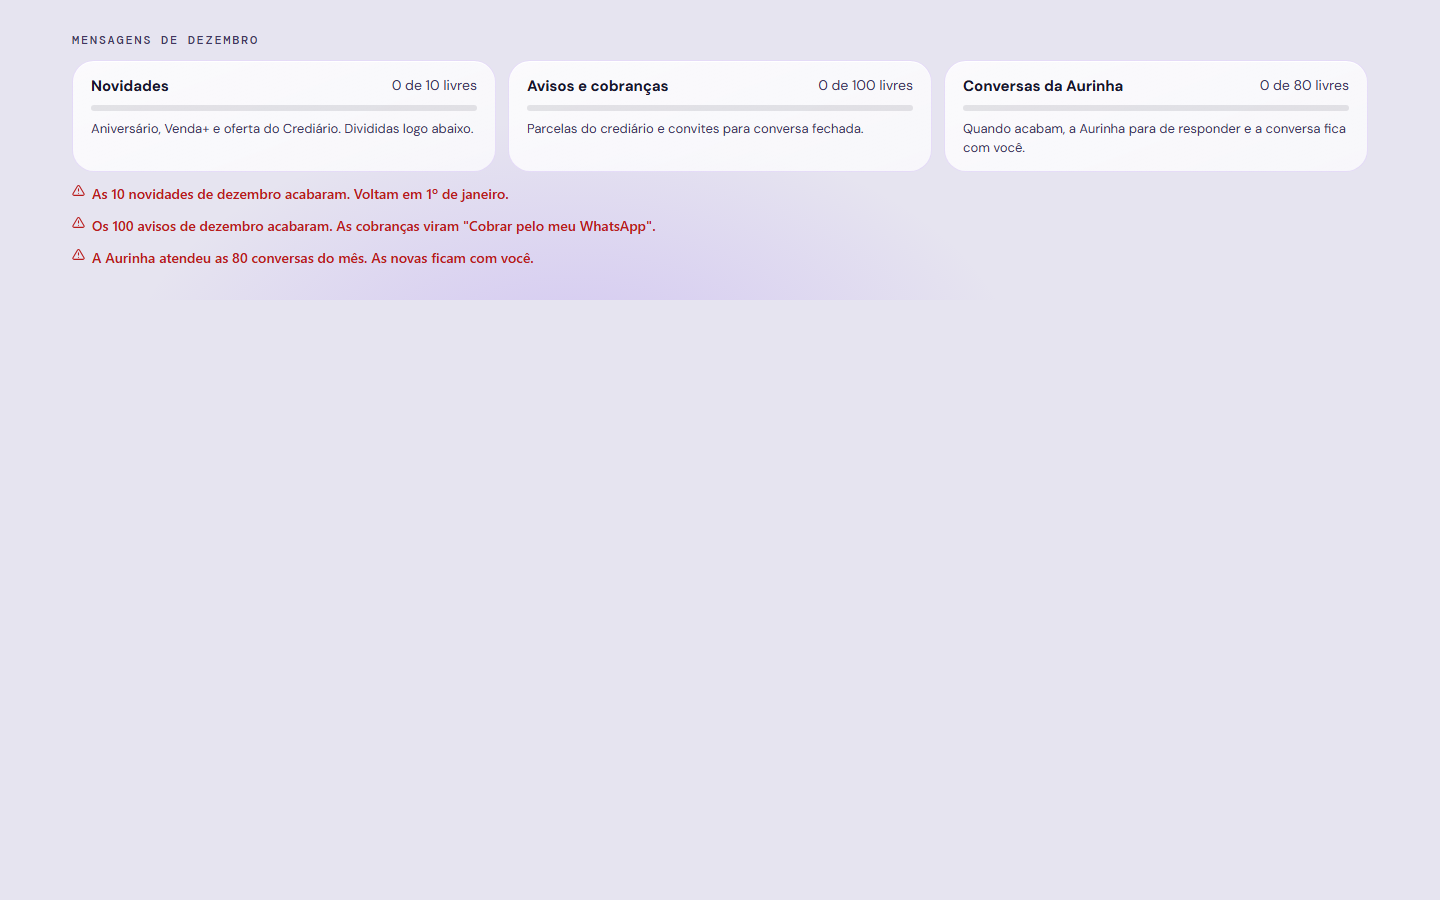 MENSAGENS DE DEZEMBRO
Novidades
0 de 10 livres
Aniversário, Venda+ e oferta do Crediário. Divididas logo abaixo.
Avisos e cobranças
0 de 100 livres
Parcelas do crediário e convites para conversa fechada.
Conversas da Aurinha
0 de 80 livres
Quando acabam, a Aurinha para de responder e a conversa fica
com você.
As 10 novidades de dezembro acabaram. Voltam em 1º de janeiro.
Os 100 avisos de dezembro acabaram. As cobranças viram "Cobrar pelo meu WhatsApp".
A Aurinha atendeu as 80 conversas do mês. As novas ficam com você.